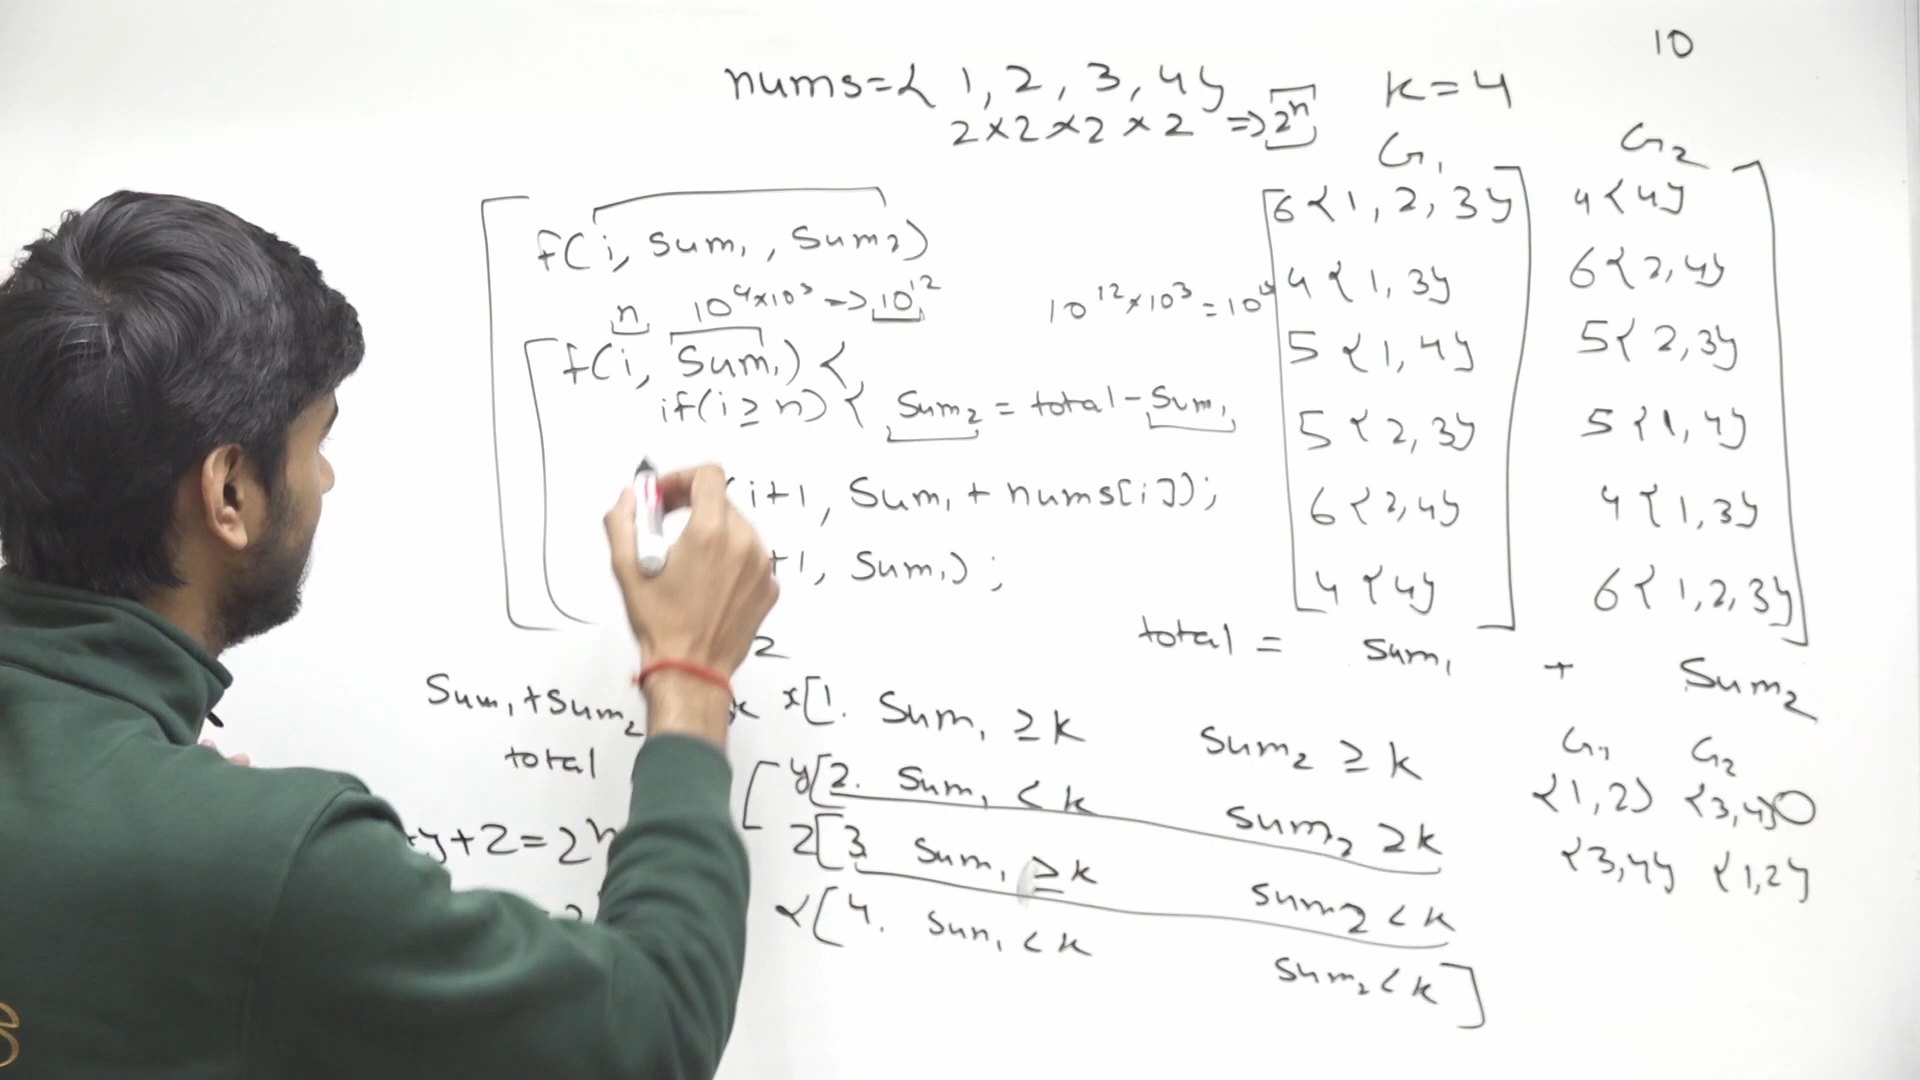 10
nums={ 1, 2, 3, 4}
k=4
2×2×2×2 => 2^n
G1
G2
f(i, sum1, sum2)
6 {1, 2, 3}
4 {4}
n 10^4×10^3 => 10^12
10^12×10^3 = 10
4 {1, 3}
6 {2, 4}
f(i, sum1) {
5 {1, 4}
5 {2, 3}
if(i ≥ n) { sum2 = total - sum1
5 {2, 3}
5 {1, 4}
(i+1, sum1 + nums[i]);
6 {2, 4}
4 {1, 3}
+1, sum1);
4 {4}
6 {1, 2, 3}
2
total = sum1 + sum2
sum1+sum2
total
x[1. sum1 ≥ k sum2 ≥ k
y[2. sum1 < k sum2 ≥ k
z[3. sum1 ≥ k sum2 < k
[4. sum1 < k sum2 < k]
y+z=2^n
G1 G2
{1,2} {3,4}
{3,4} {1,2}